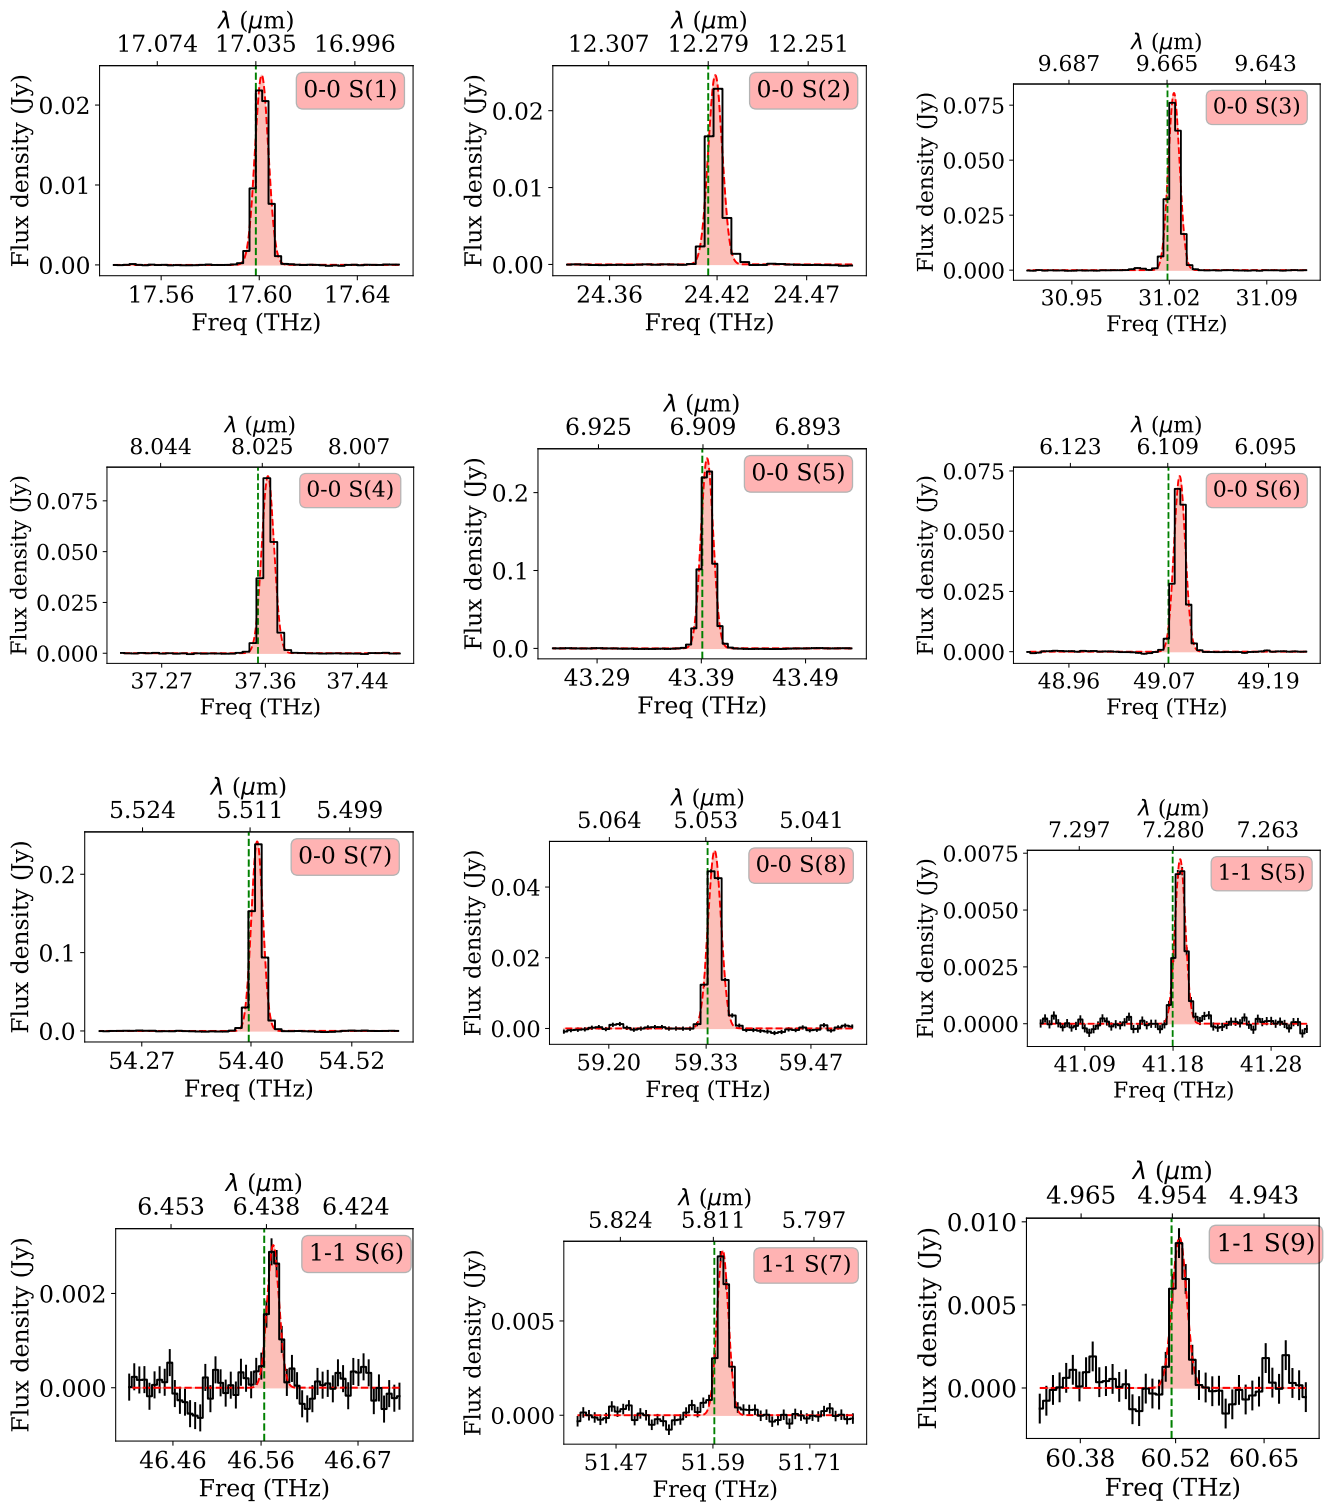 λ (μm)
17.074 17.035 16.996
0-0 S(1)
Flux density (Jy)
0.02
0.01
0.00
17.56 17.60 17.64
Freq (THz)
λ (μm)
12.307 12.279 12.251
0-0 S(2)
Flux density (Jy)
0.02
0.01
0.00
24.36 24.42 24.47
Freq (THz)
λ (μm)
9.687 9.665 9.643
0-0 S(3)
Flux density (Jy)
0.075
0.050
0.025
0.000
30.95 31.02 31.09
Freq (THz)
λ (μm)
8.044 8.025 8.007
0-0 S(4)
Flux density (Jy)
0.075
0.050
0.025
0.000
37.27 37.36 37.44
Freq (THz)
λ (μm)
6.925 6.909 6.893
0-0 S(5)
Flux density (Jy)
0.2
0.1
0.0
43.29 43.39 43.49
Freq (THz)
λ (μm)
6.123 6.109 6.095
0-0 S(6)
Flux density (Jy)
0.075
0.050
0.025
0.000
48.96 49.07 49.19
Freq (THz)
λ (μm)
5.524 5.511 5.499
0-0 S(7)
Flux density (Jy)
0.2
0.1
0.0
54.27 54.40 54.52
Freq (THz)
λ (μm)
5.064 5.053 5.041
0-0 S(8)
Flux density (Jy)
0.04
0.02
0.00
59.20 59.33 59.47
Freq (THz)
λ (μm)
7.297 7.280 7.263
1-1 S(5)
Flux density (Jy)
0.0075
0.0050
0.0025
0.0000
41.09 41.18 41.28
Freq (THz)
λ (μm)
6.453 6.438 6.424
1-1 S(6)
Flux density (Jy)
0.002
0.000
46.46 46.56 46.67
Freq (THz)
λ (μm)
5.824 5.811 5.797
1-1 S(7)
Flux density (Jy)
0.005
0.000
51.47 51.59 51.71
Freq (THz)
λ (μm)
4.965 4.954 4.943
1-1 S(9)
Flux density (Jy)
0.010
0.005
0.000
60.38 60.52 60.65
Freq (THz)